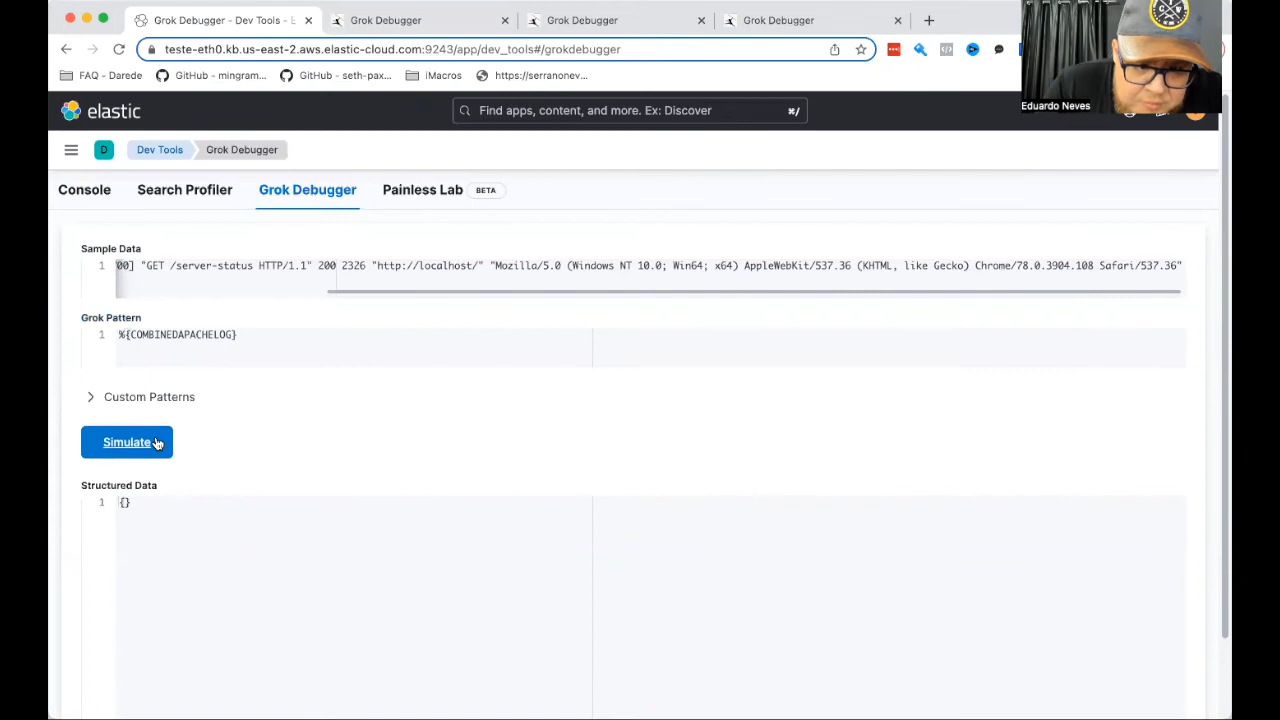 Grok Debugger - Dev Tools - E
Grok Debugger
Grok Debugger
Grok Debugger
teste-eth0.kb.us-east-2.aws.elastic-cloud.com:9243/app/dev_tools#/grokdebugger
FAQ - Darede
GitHub - mingram...
GitHub - seth-pax...
iMacros
https://serranonev...
Eduardo Neves
elastic
Find apps, content, and more. Ex: Discover
⌘/
D
Dev Tools
Grok Debugger
Console
Search Profiler
Grok Debugger
Painless Lab
BETA
Sample Data
1
00] "GET /server-status HTTP/1.1" 200 2326 "http://localhost/" "Mozilla/5.0 (Windows NT 10.0; Win64; x64) AppleWebKit/537.36 (KHTML, like Gecko) Chrome/78.0.3904.108 Safari/537.36"
Grok Pattern
1
%{COMBINEDAPACHELOG}
Custom Patterns
Simulate
Structured Data
1
{}